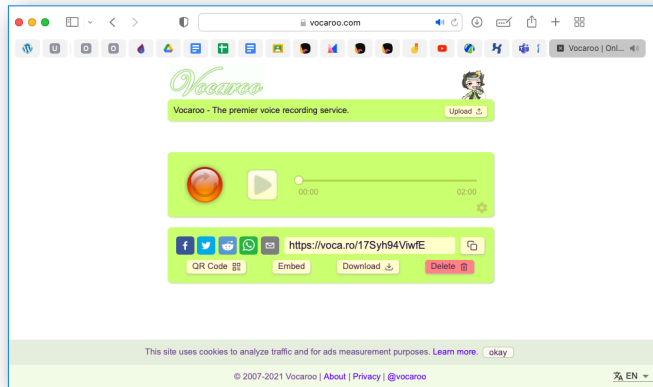 vocaroo.com
Vocaroo | Onl...
Vocaroo
Vocaroo - The premier voice recording service.
Upload
00:00 02:00
https://voca.ro/17Syh94ViwfE
QR Code Embed Download Delete
This site uses cookies to analyze traffic and for ads measurement purposes. Learn more. okay
© 2007-2021 Vocaroo | About | Privacy | @vocaroo
EN